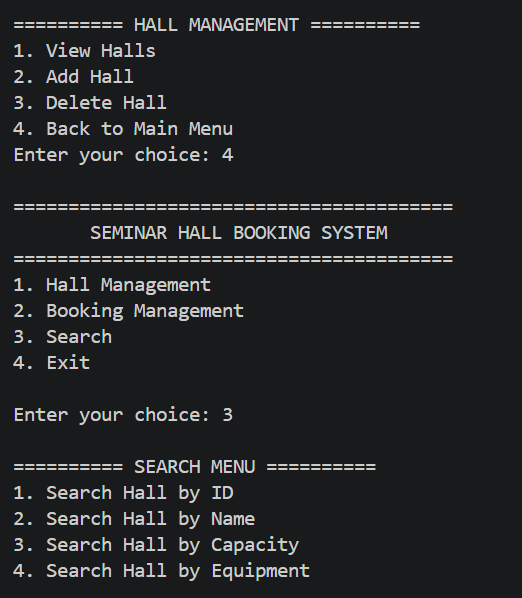 ========== HALL MANAGEMENT ==========
1. View Halls
2. Add Hall
3. Delete Hall
4. Back to Main Menu
Enter your choice: 4
========================================
SEMINAR HALL BOOKING SYSTEM
========================================
1. Hall Management
2. Booking Management
3. Search
4. Exit
Enter your choice: 3
========== SEARCH MENU ==========
1. Search Hall by ID
2. Search Hall by Name
3. Search Hall by Capacity
4. Search Hall by Equipment